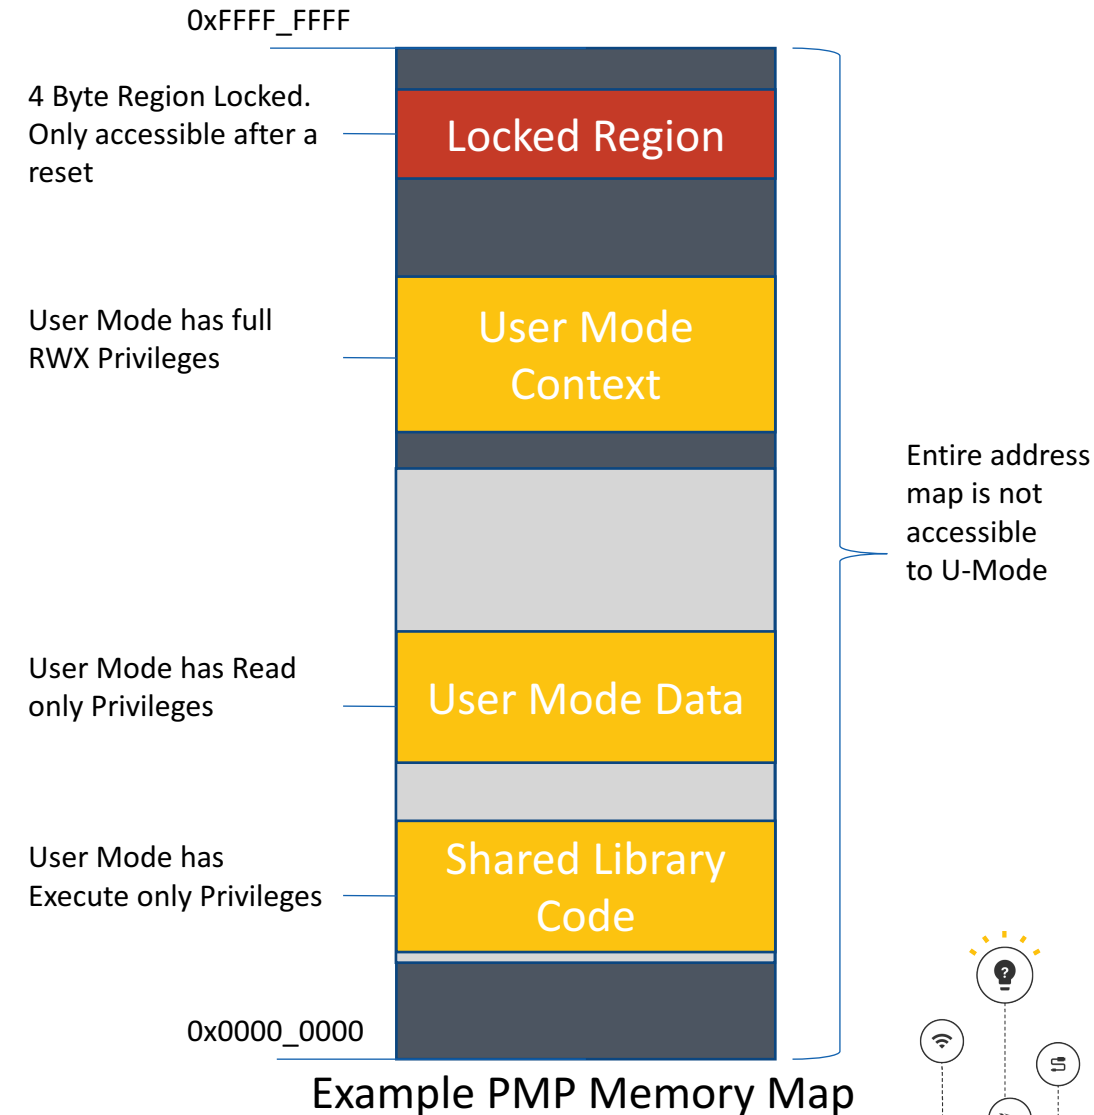 0xFFFF_FFFF
4 Byte Region Locked.
Only accessible after a
reset
Locked Region
User Mode has full
RWX Privileges
User Mode
Context
Entire address
map is not
accessible
to U-Mode
User Mode has Read
only Privileges
User Mode Data
User Mode has
Execute only Privileges
Shared Library
Code
?
0x0000_0000
Example PMP Memory Map